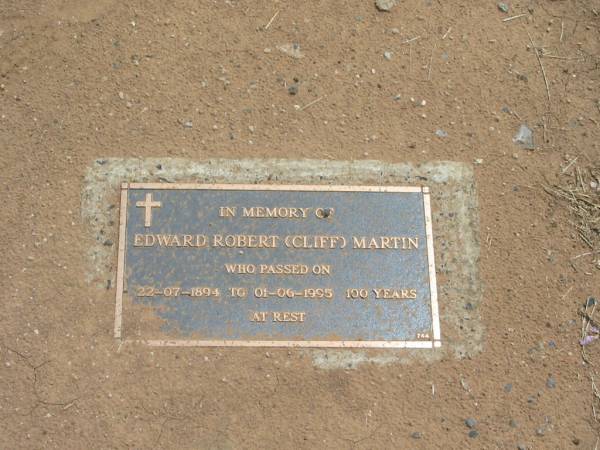 IN MEMORY OF
EDWARD ROBERT (CLIFF) MARTIN
WHO PASSED ON
22-07-1894 TO 01-06-1995 100 YEARS
AT REST